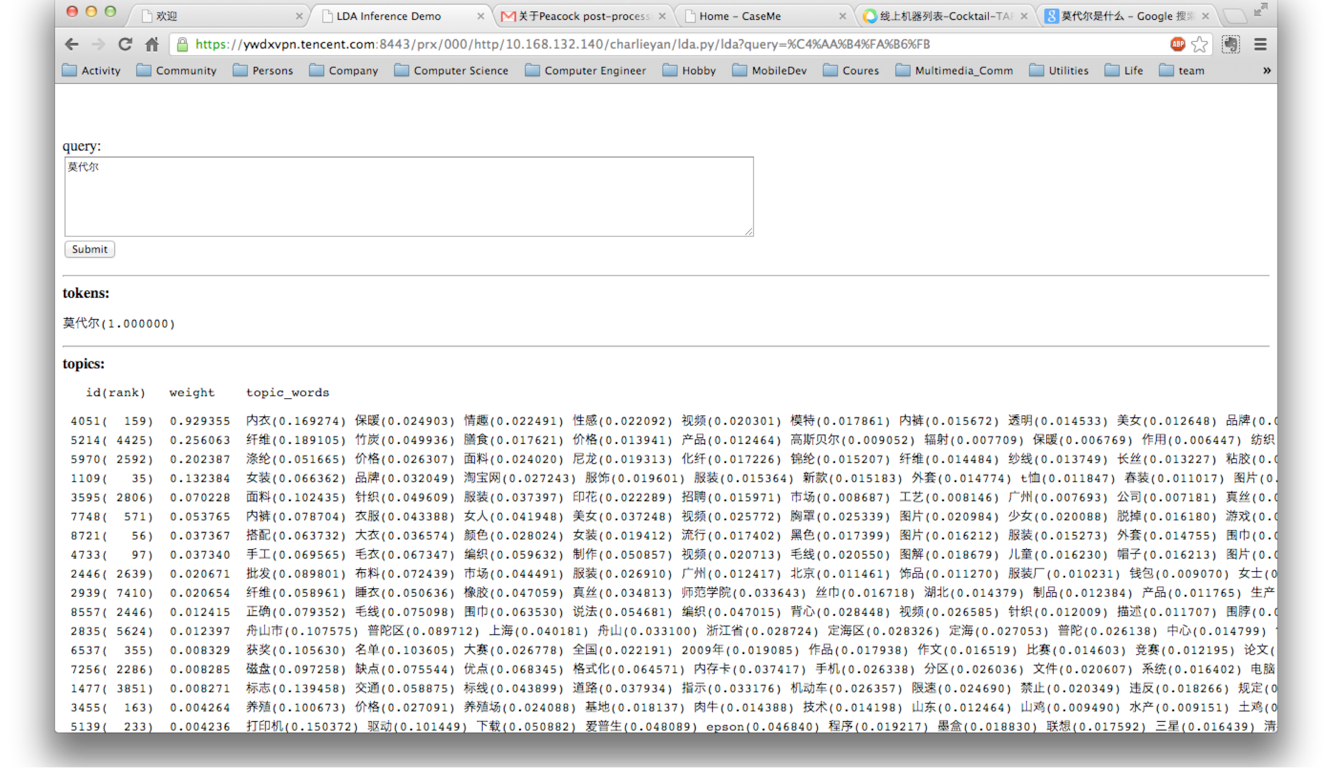 欢迎
LDA Inference Demo
关于Peacock post-process
Home – CaseMe
线上机器列表-Cocktail-TAF
莫代尔是什么 – Google 搜
https://ywdxvpn.tencent.com:8443/prx/000/http/10.168.132.140/charlieyan/lda.py/lda?query=%C4%AA%B4%FA%B6%FB
ABP
Activity Community Persons Company Computer Science Computer Engineer Hobby MobileDev Coures Multimedia_Comm Utilities Life team »
query:
莫代尔
Submit
tokens:
莫代尔(1.000000)
topics:
id(rank) weight topic_words
4051( 159) 0.929355 内衣(0.169274) 保暖(0.024903) 情趣(0.022491) 性感(0.022092) 视频(0.020301) 模特(0.017861) 内裤(0.015672) 透明(0.014533) 美女(0.012648) 品牌(0.0
5214( 4425) 0.256063 纤维(0.189105) 竹炭(0.049936) 膳食(0.017621) 价格(0.013941) 产品(0.012464) 高斯贝尔(0.009052) 辐射(0.007709) 保暖(0.006769) 作用(0.006447) 纺织
5970( 2592) 0.202387 涤纶(0.051665) 价格(0.026307) 面料(0.024020) 尼龙(0.019313) 化纤(0.017226) 锦纶(0.015207) 纤维(0.014484) 纱线(0.013749) 长丝(0.013227) 粘胶(0.0
1109( 35) 0.132384 女装(0.066362) 品牌(0.032049) 淘宝网(0.027243) 服饰(0.019601) 服装(0.015364) 新款(0.015183) 外套(0.014774) t恤(0.011847) 春装(0.011017) 图片(0.
3595( 2806) 0.070228 面料(0.102435) 针织(0.049609) 服装(0.037397) 印花(0.022289) 招聘(0.015971) 市场(0.008687) 工艺(0.008146) 广州(0.007693) 公司(0.007181) 真丝(0.0
7748( 571) 0.053765 内裤(0.078704) 衣服(0.043388) 女人(0.041948) 美女(0.037248) 视频(0.025772) 胸罩(0.025339) 图片(0.020984) 少女(0.020088) 脱掉(0.016180) 游戏(0.0
8721( 56) 0.037367 搭配(0.063732) 大衣(0.036574) 颜色(0.028024) 女装(0.019412) 流行(0.017402) 黑色(0.017399) 图片(0.016212) 服装(0.015273) 外套(0.014755) 围巾(0.0
4733( 97) 0.037340 手工(0.069565) 毛衣(0.067347) 编织(0.059632) 制作(0.050857) 视频(0.020713) 毛线(0.020550) 图解(0.018679) 儿童(0.016230) 帽子(0.016213) 图片(0.0
2446( 2639) 0.020671 批发(0.089801) 布料(0.072439) 市场(0.044491) 服装(0.026910) 广州(0.012417) 北京(0.011461) 饰品(0.011270) 服装厂(0.010231) 钱包(0.009070) 女士(0
2939( 7410) 0.020654 纤维(0.058961) 睡衣(0.050636) 橡胶(0.047059) 真丝(0.034813) 师范学院(0.033643) 丝巾(0.016718) 湖北(0.014379) 制品(0.012384) 产品(0.011765) 生产
8557( 2446) 0.012415 正确(0.079352) 毛线(0.075098) 围巾(0.063530) 说法(0.054681) 编织(0.047015) 背心(0.028448) 视频(0.026585) 针织(0.012009) 描述(0.011707) 围脖(0.0
2835( 5624) 0.012397 舟山市(0.107575) 普陀区(0.089712) 上海(0.040181) 舟山(0.033100) 浙江省(0.028724) 定海区(0.028326) 定海(0.027053) 普陀(0.026138) 中心(0.014799)
6537( 355) 0.008329 获奖(0.105630) 名单(0.103605) 大赛(0.026778) 全国(0.022191) 2009年(0.019085) 作品(0.017938) 作文(0.016519) 比赛(0.014603) 竞赛(0.012195) 论文(
7256( 2286) 0.008285 磁盘(0.097258) 缺点(0.075544) 优点(0.068345) 格式化(0.064571) 内存卡(0.037417) 手机(0.026338) 分区(0.026036) 文件(0.020607) 系统(0.016402) 电脑
1477( 3851) 0.008271 标志(0.139458) 交通(0.058875) 标线(0.043899) 道路(0.037934) 指示(0.033176) 机动车(0.026357) 限速(0.024690) 禁止(0.020349) 违反(0.018266) 规定(0
3455( 163) 0.004264 养殖(0.100673) 价格(0.027091) 养殖场(0.024088) 基地(0.018137) 肉牛(0.014388) 技术(0.014198) 山东(0.012464) 山鸡(0.009490) 水产(0.009151) 土鸡(0
5139( 233) 0.004236 打印机(0.150372) 驱动(0.101449) 下载(0.050882) 爱普生(0.048089) epson(0.046840) 程序(0.019217) 墨盒(0.018830) 联想(0.017592) 三星(0.016439) 清